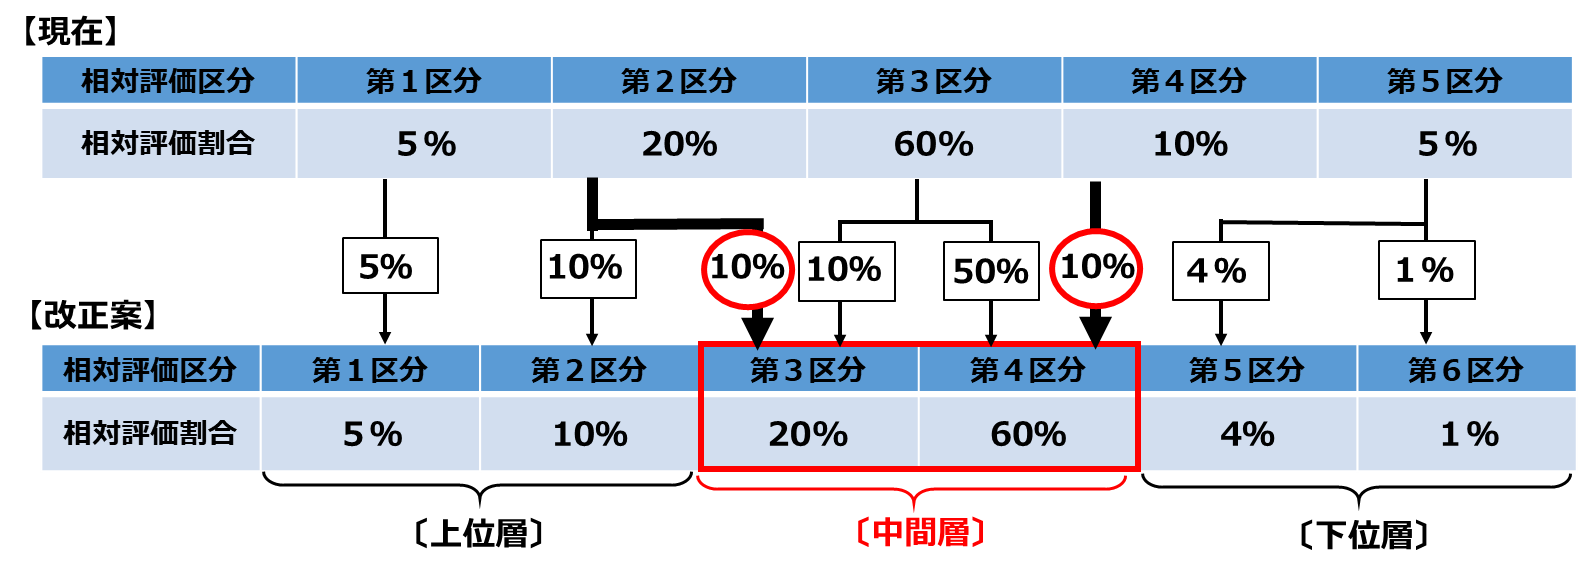 【現在】
相対評価区分 第１区分 第２区分 第３区分 第４区分 第５区分
相対評価割合 ５% 20% 60% 10% ５%
5% 10% 10% 10% 50% 10% ４% １%
【改正案】
相対評価区分 第１区分 第２区分 第３区分 第４区分 第５区分 第６区分
相対評価割合 ５% 10% 20% 60% 4% １%
〔上位層〕 〔中間層〕 〔下位層〕